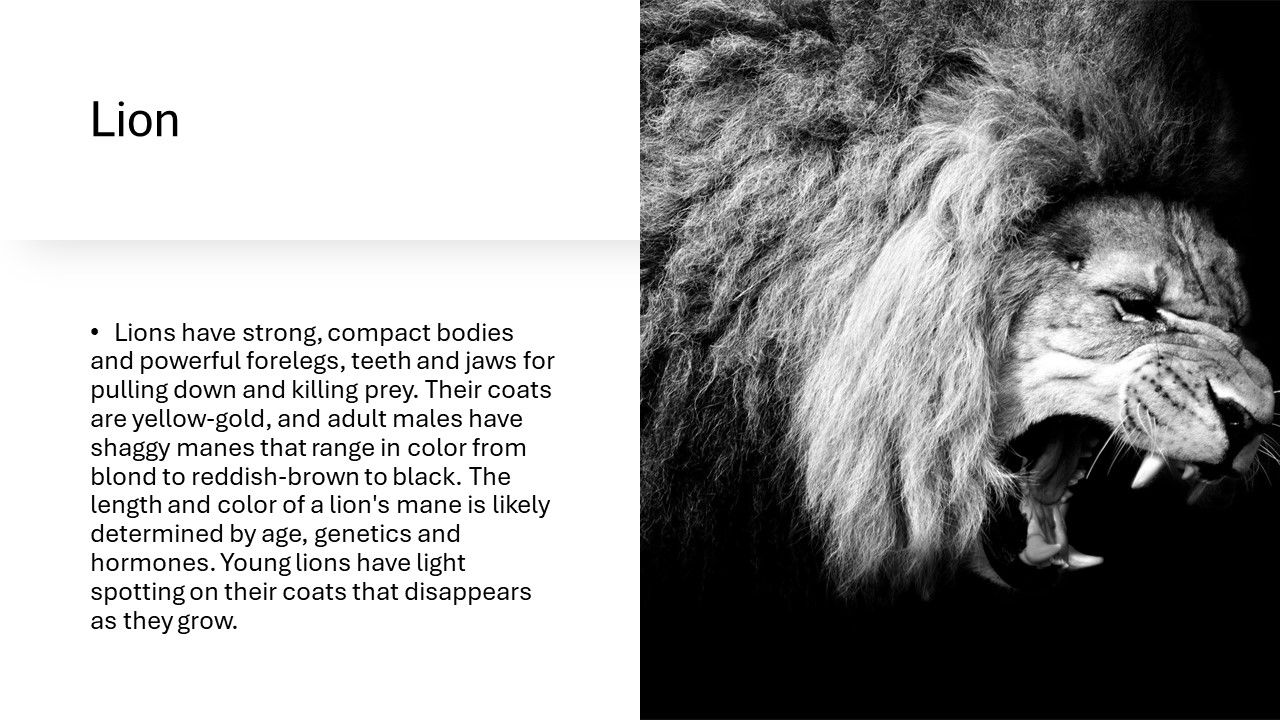 Lion
• Lions have strong, compact bodies
and powerful forelegs, teeth and jaws for
pulling down and killing prey. Their coats
are yellow-gold, and adult males have
shaggy manes that range in color from
blond to reddish-brown to black. The
length and color of a lion's mane is likely
determined by age, genetics and
hormones. Young lions have light
spotting on their coats that disappears
as they grow.